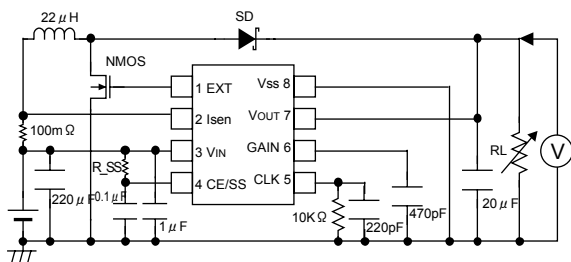 22μH
SD
NMOS
1 EXT
Vss 8
2 Isen
VOUT 7
100mΩ
3 VIN
GAIN 6
RL
V
R_SS
4 CE/SS
CLK 5
220μF
0.1μF
1μF
10KΩ
220pF
470pF
20μF